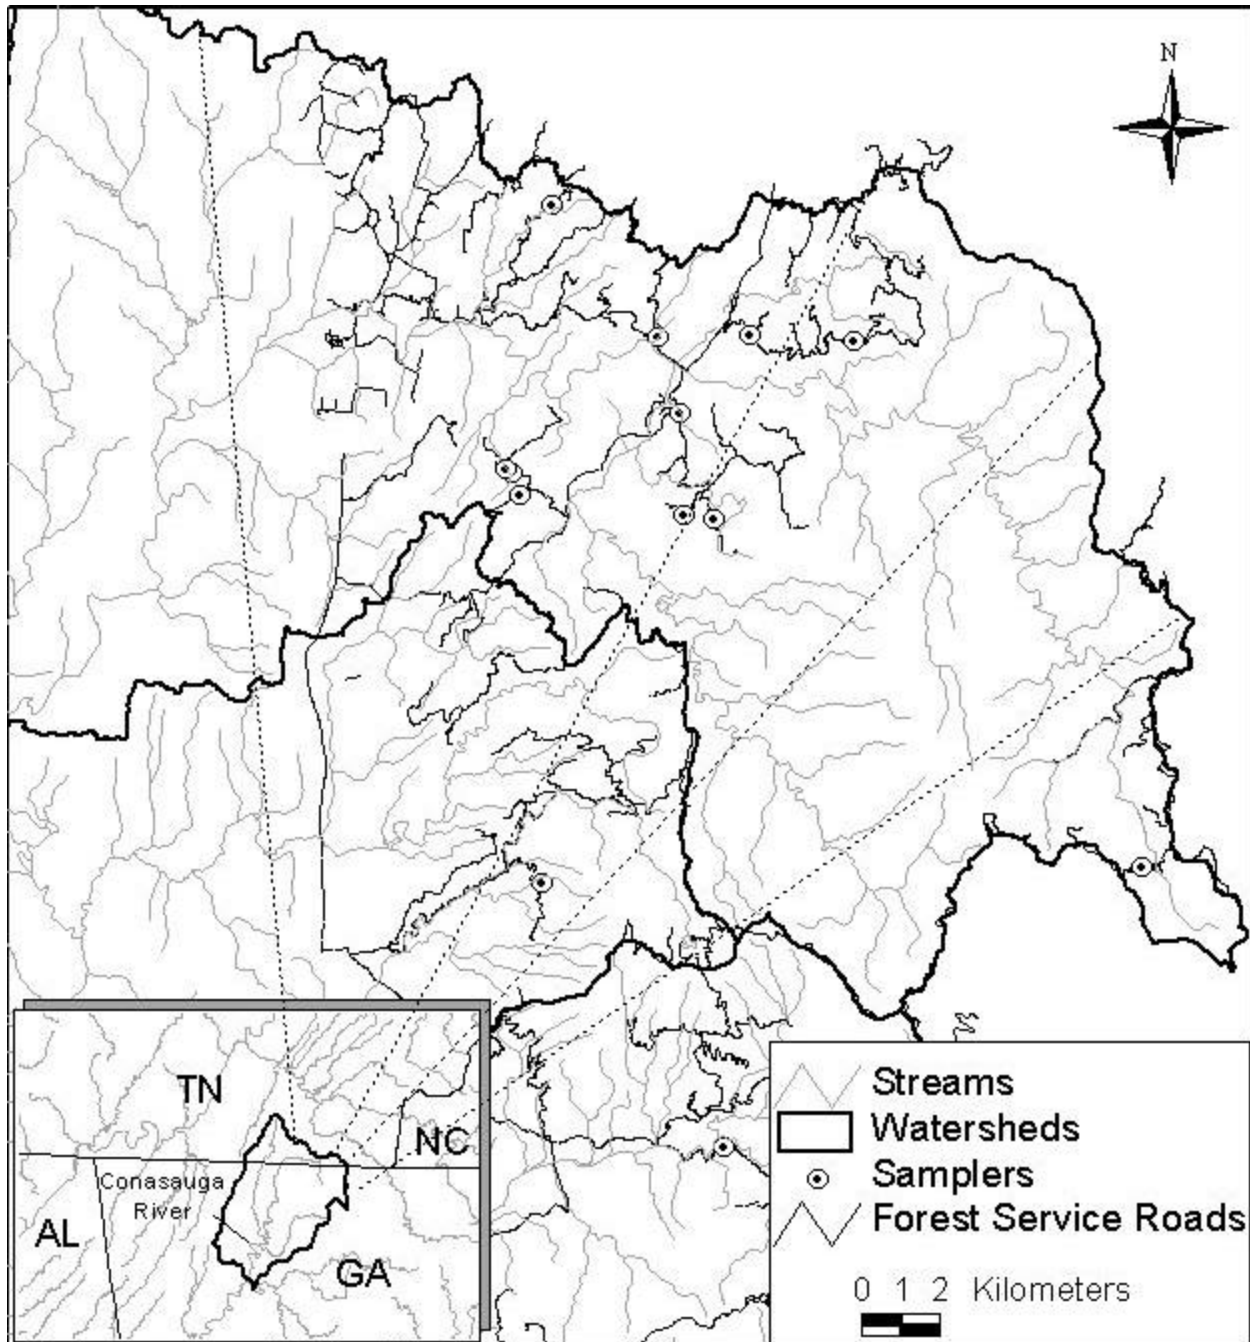 N
TN
NC
Conasauga
River
AL
GA
Streams
Watersheds
Samplers
Forest Service Roads
0 1 2 Kilometers